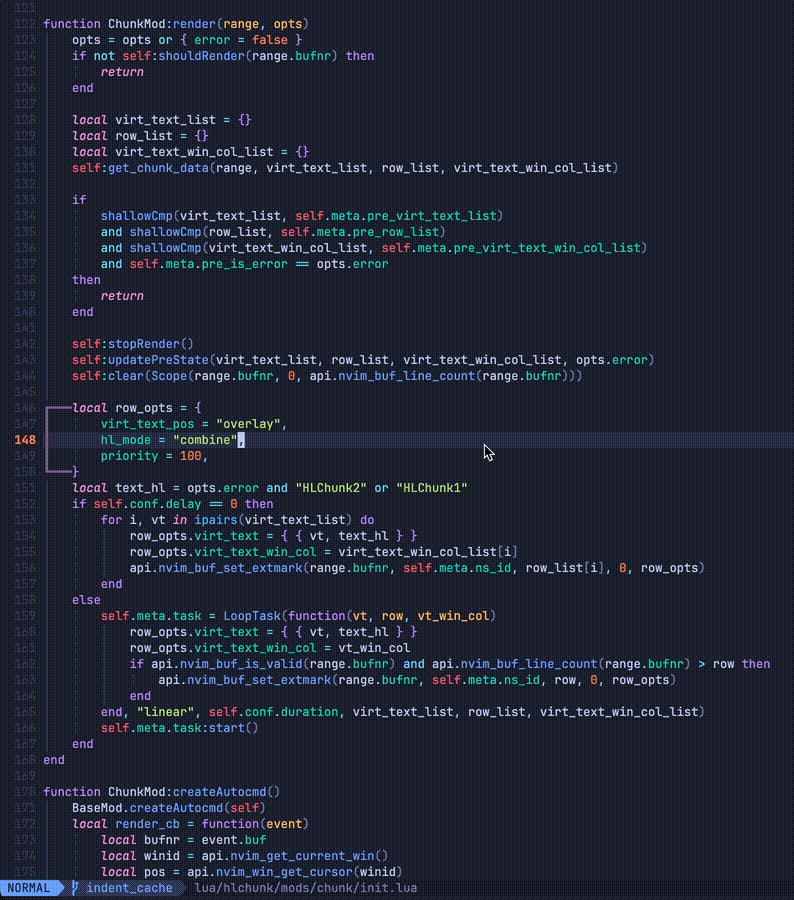 121
122 function ChunkMod:render(range, opts)
123     opts = opts or { error = false }
124     if not self:shouldRender(range.bufnr) then
125         return
126     end
127
128     local virt_text_list = {}
129     local row_list = {}
130     local virt_text_win_col_list = {}
131     self:get_chunk_data(range, virt_text_list, row_list, virt_text_win_col_list)
132
133     if
134         shallowCmp(virt_text_list, self.meta.pre_virt_text_list)
135         and shallowCmp(row_list, self.meta.pre_row_list)
136         and shallowCmp(virt_text_win_col_list, self.meta.pre_virt_text_win_col_list)
137         and self.meta.pre_is_error == opts.error
138     then
139         return
140     end
141
142     self:stopRender()
143     self:updatePreState(virt_text_list, row_list, virt_text_win_col_list, opts.error)
144     self:clear(Scope(range.bufnr, 0, api.nvim_buf_line_count(range.bufnr)))
145
146     local row_opts = {
147         virt_text_pos = "overlay",
148         hl_mode = "combine",
149         priority = 100,
150     }
151     local text_hl = opts.error and "HLChunk2" or "HLChunk1"
152     if self.conf.delay == 0 then
153         for i, vt in ipairs(virt_text_list) do
154             row_opts.virt_text = { { vt, text_hl } }
155             row_opts.virt_text_win_col = virt_text_win_col_list[i]
156             api.nvim_buf_set_extmark(range.bufnr, self.meta.ns_id, row_list[i], 0, row_opts)
157         end
158     else
159         self.meta.task = LoopTask(function(vt, row, vt_win_col)
160             row_opts.virt_text = { { vt, text_hl } }
161             row_opts.virt_text_win_col = vt_win_col
162             if api.nvim_buf_is_valid(range.bufnr) and api.nvim_buf_line_count(range.bufnr) > row then
163                 api.nvim_buf_set_extmark(range.bufnr, self.meta.ns_id, row, 0, row_opts)
164             end
165         end, "linear", self.conf.duration, virt_text_list, row_list, virt_text_win_col_list)
166         self.meta.task:start()
167     end
168 end
169
170 function ChunkMod:createAutocmd()
171     BaseMod.createAutocmd(self)
172     local render_cb = function(event)
173         local bufnr = event.buf
174         local winid = api.nvim_get_current_win()
175         local pos = api.nvim_win_get_cursor(winid)
NORMAL indent_cache lua/hlchunk/mods/chunk/init.lua